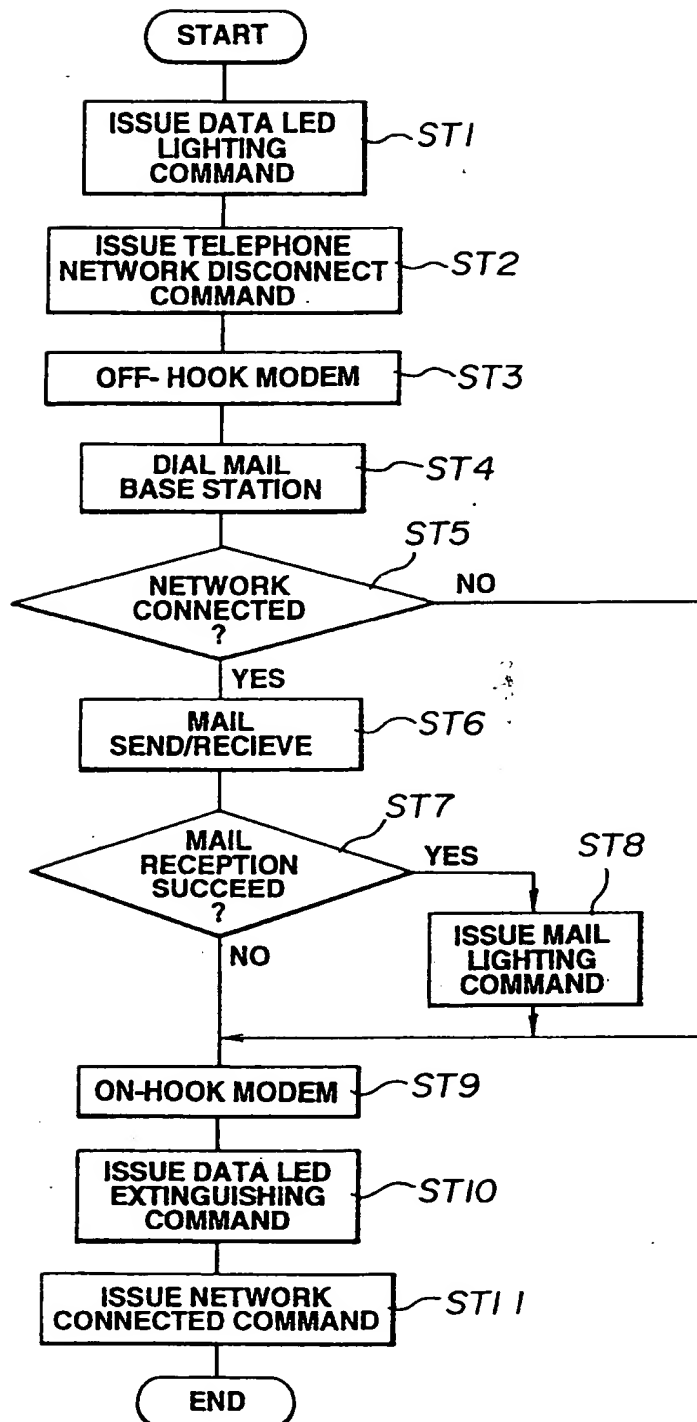 START
ISSUE DATA LED
LIGHTING
COMMAND
ST1
ISSUE TELEPHONE
NETWORK DISCONNECT
COMMAND
ST2
OFF-HOOK MODEM
ST3
DIAL MAIL
BASE STATION
ST4
ST5
NETWORK
CONNECTED
?
NO
YES
MAIL
SEND/RECIEVE
ST6
ST7
MAIL
RECEPTION
SUCCEED
?
YES
NO
ST8
ISSUE MAIL
LIGHTING
COMMAND
ON-HOOK MODEM
ST9
ISSUE DATA LED
EXTINGUISHING
COMMAND
ST10
ISSUE NETWORK
CONNECTED COMMAND
ST11
END